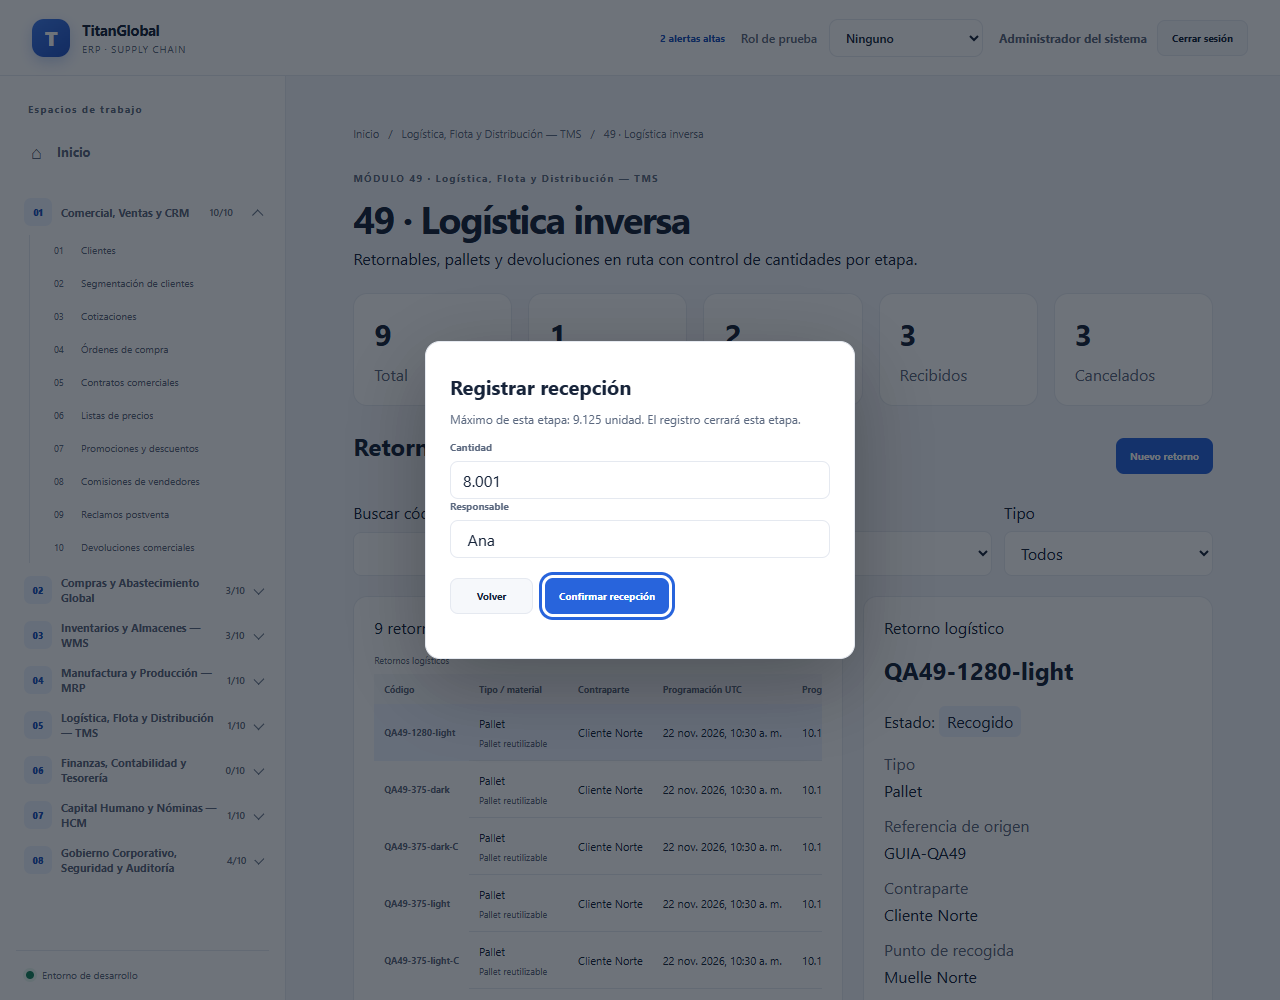 T
TitanGlobal
ERP · SUPPLY CHAIN
2 alertas altas
Rol de prueba
Ninguno
Administrador del sistema
Cerrar sesión
Espacios de trabajo
Inicio
01 Comercial, Ventas y CRM 10/10
01 Clientes
02 Segmentación de clientes
03 Cotizaciones
04 Órdenes de compra
05 Contratos comerciales
06 Listas de precios
07 Promociones y descuentos
08 Comisiones de vendedores
09 Reclamos postventa
10 Devoluciones comerciales
02 Compras y Abastecimiento Global 3/10
03 Inventarios y Almacenes — WMS 3/10
04 Manufactura y Producción — MRP 1/10
05 Logística, Flota y Distribución — TMS 1/10
06 Finanzas, Contabilidad y Tesorería 0/10
07 Capital Humano y Nóminas — HCM 1/10
08 Gobierno Corporativo, Seguridad y Auditoría 4/10
Entorno de desarrollo
Inicio / Logística, Flota y Distribución — TMS / 49 · Logística inversa
MÓDULO 49 · Logística, Flota y Distribución — TMS
49 · Logística inversa
Retornables, pallets y devoluciones en ruta con control de cantidades por etapa.
9
Total
1
2
3
Recibidos
3
Cancelados
Retorn
Nuevo retorno
Buscar cód
Tipo
Todos
Registrar recepción
Máximo de esta etapa: 9.125 unidad. El registro cerrará esta etapa.
Cantidad
8.001
Responsable
Ana
Volver
Confirmar recepción
9 retorn
Retornos logísticos
Código Tipo / material Contraparte Programación UTC Prog
QA49-1280-light Pallet Pallet reutilizable Cliente Norte 22 nov. 2026, 10:30 a. m. 10.1
QA49-375-dark Pallet Pallet reutilizable Cliente Norte 22 nov. 2026, 10:30 a. m. 10.1
QA49-375-dark-C Pallet Pallet reutilizable Cliente Norte 22 nov. 2026, 10:30 a. m. 10.1
QA49-375-light Pallet Pallet reutilizable Cliente Norte 22 nov. 2026, 10:30 a. m. 10.1
QA49-375-light-C Pallet Pallet reutilizable Cliente Norte 22 nov. 2026, 10:30 a. m. 10.1
Retorno logístico
QA49-1280-light
Estado: Recogido
Tipo
Pallet
Referencia de origen
GUIA-QA49
Contraparte
Cliente Norte
Punto de recogida
Muelle Norte